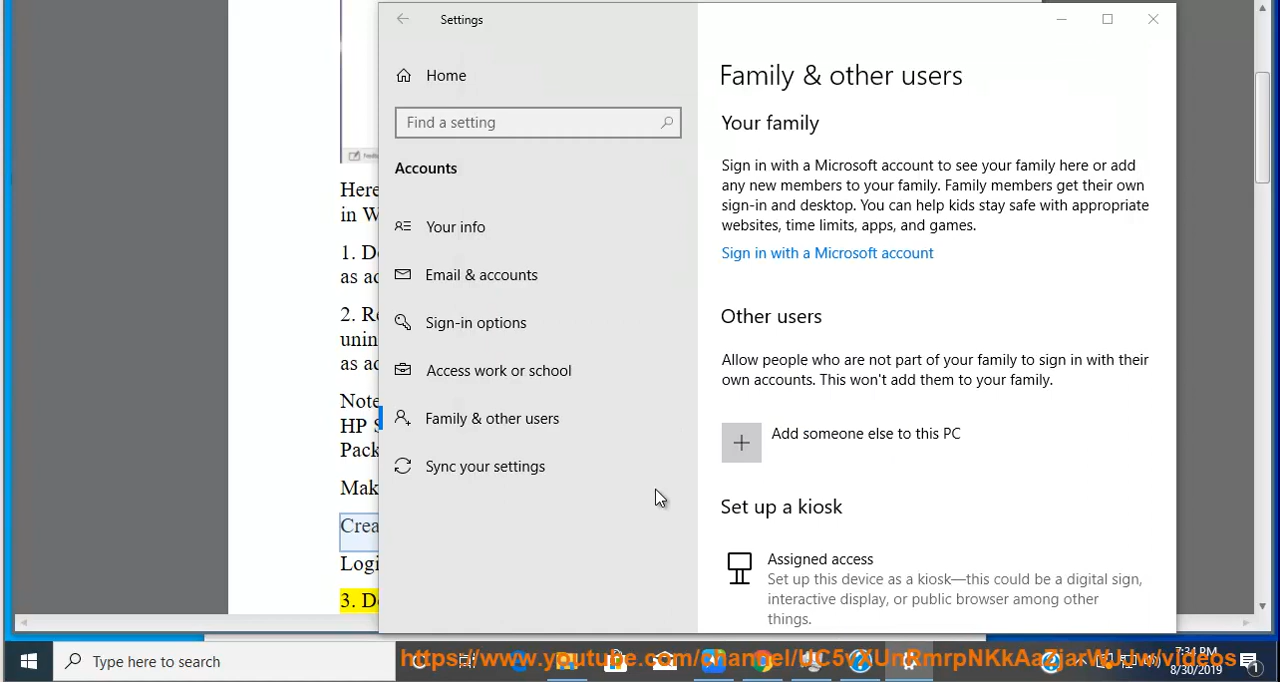 Settings
Home
Find a setting
Accounts
Your info
Email & accounts
Sign-in options
Access work or school
Family & other users
Sync your settings
Family & other users
Your family
Sign in with a Microsoft account to see your family here or add
any new members to your family. Family members get their own
sign-in and desktop. You can help kids stay safe with appropriate
websites, time limits, apps, and games.
Sign in with a Microsoft account
Other users
Allow people who are not part of your family to sign in with their
own accounts. This won't add them to your family.
Add someone else to this PC
Set up a kiosk
Assigned access
Set up this device as a kiosk—this could be a digital sign,
interactive display, or public browser among other
things.
Here
in W
1. D
as ad
2. Re
unin
as ad
Note
HP S
Pack
Mak
Crea
Logi
3. D
Type here to search
7:34 PM
8/30/2019